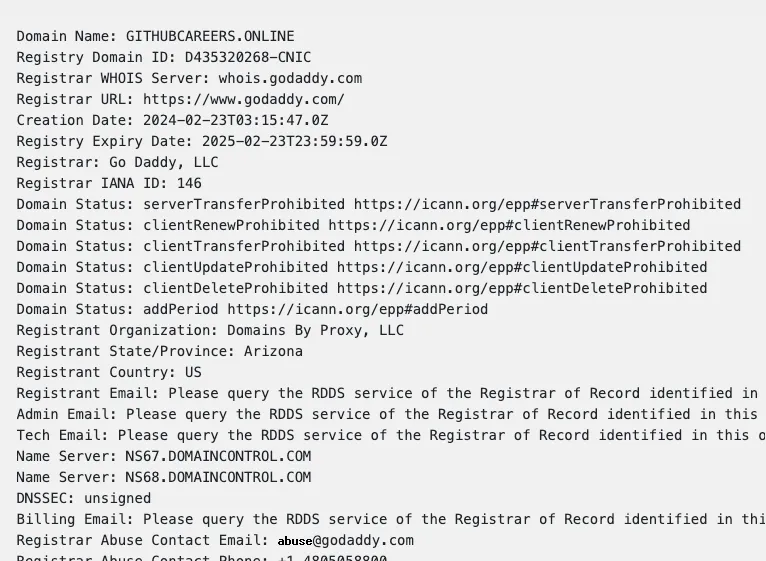 Domain Name: GITHUBCAREERS.ONLINE
Registry Domain ID: D435320268-CNIC
Registrar WHOIS Server: whois.godaddy.com
Registrar URL: https://www.godaddy.com/
Creation Date: 2024-02-23T03:15:47.0Z
Registry Expiry Date: 2025-02-23T23:59:59.0Z
Registrar: Go Daddy, LLC
Registrar IANA ID: 146
Domain Status: serverTransferProhibited https://icann.org/epp#serverTransferProhibited
Domain Status: clientRenewProhibited https://icann.org/epp#clientRenewProhibited
Domain Status: clientTransferProhibited https://icann.org/epp#clientTransferProhibited
Domain Status: clientUpdateProhibited https://icann.org/epp#clientUpdateProhibited
Domain Status: clientDeleteProhibited https://icann.org/epp#clientDeleteProhibited
Domain Status: addPeriod https://icann.org/epp#addPeriod
Registrant Organization: Domains By Proxy, LLC
Registrant State/Province: Arizona
Registrant Country: US
Registrant Email: Please query the RDDS service of the Registrar of Record identified in
Admin Email: Please query the RDDS service of the Registrar of Record identified in this
Tech Email: Please query the RDDS service of the Registrar of Record identified in this o
Name Server: NS67.DOMAINCONTROL.COM
Name Server: NS68.DOMAINCONTROL.COM
DNSSEC: unsigned
Billing Email: Please query the RDDS service of the Registrar of Record identified in thi
Registrar Abuse Contact Email: abuse@godaddy.com
Registrar Abuse Contact Phone: +1.4805058800